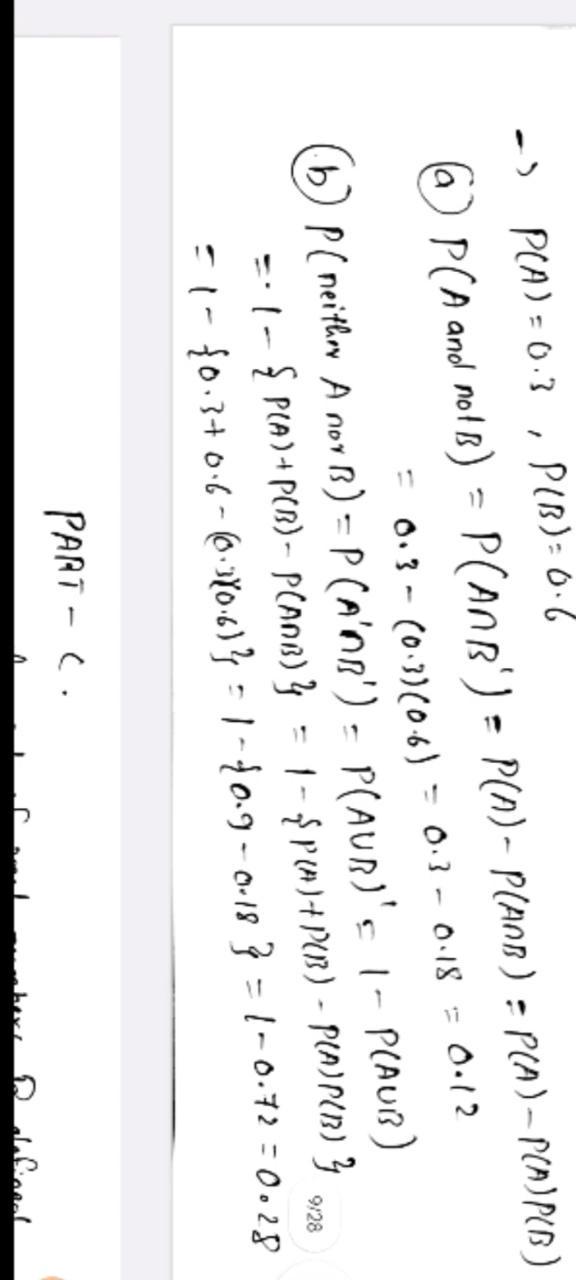 → P(A) = 0.3 , P(B) = 0.6
(a) P(A and not B) = P(A∩B') = P(A) - P(A∩B) = P(A) - P(A)P(B)
= 0.3 - (0.3)(0.6) = 0.3 - 0.18 = 0.12
(b) P(neither A nor B) = P(A'∩B') = P(A∪B)' = 1 - P(A∪B)
= 1 - {P(A)+P(B) - P(A∩B)} = 1 - {P(A)+P(B) - P(A)P(B)}
= 1 - {0.3 + 0.6 - (0.3)(0.6)} = 1 - {0.9 - 0.18} = 1 - 0.72 = 0.28
9/28
PART - C.